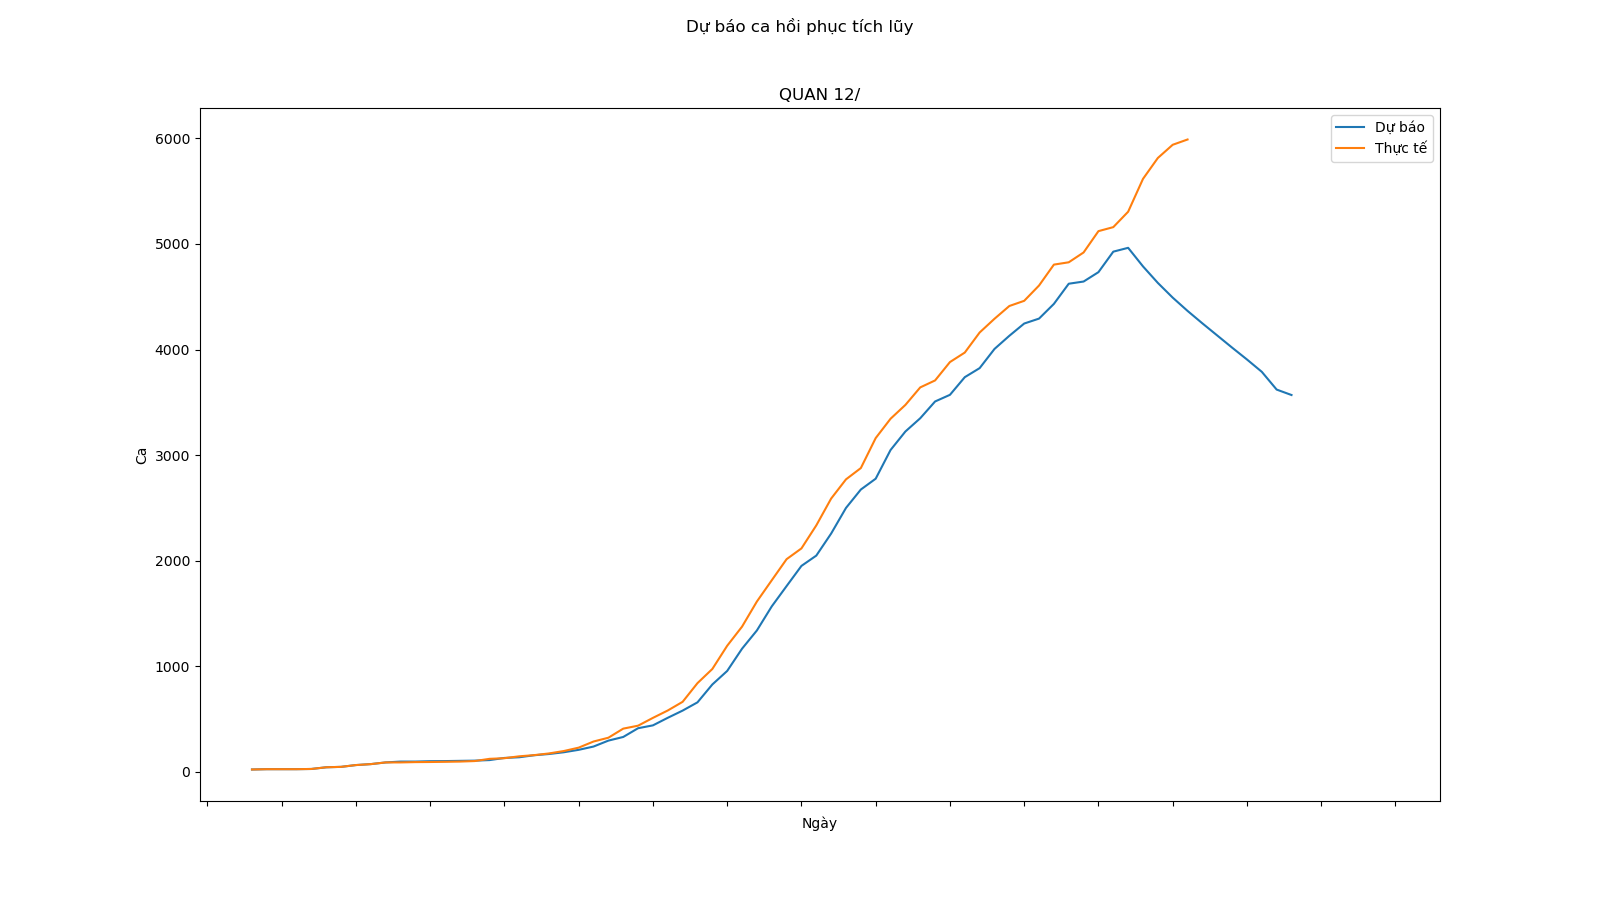 Dự báo ca hồi phục tích lũy
QUAN 12/
Dự báo
Thực tế
6000
5000
4000
3000
2000
1000
0
Ca
Ngày